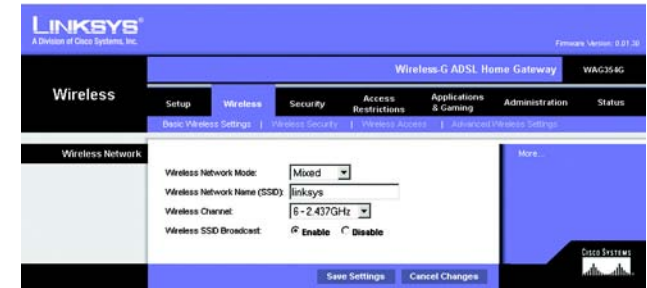 LINKSYS®
A Division of Cisco Systems, Inc.
Firmware Version: 0.01.30
Wireless-G ADSL Home Gateway WAG354G
Wireless
Setup Wireless Security Access Restrictions Applications & Gaming Administration Status
Basic Wireless Settings | Wireless Security | Wireless Access | Advanced Wireless Settings
Wireless Network
More...
Wireless Network Mode: Mixed
Wireless Network Name (SSID): linksys
Wireless Channel: 6 - 2.437GHz
Wireless SSID Broadcast: Enable Disable
Save Settings Cancel Changes
CISCO SYSTEMS